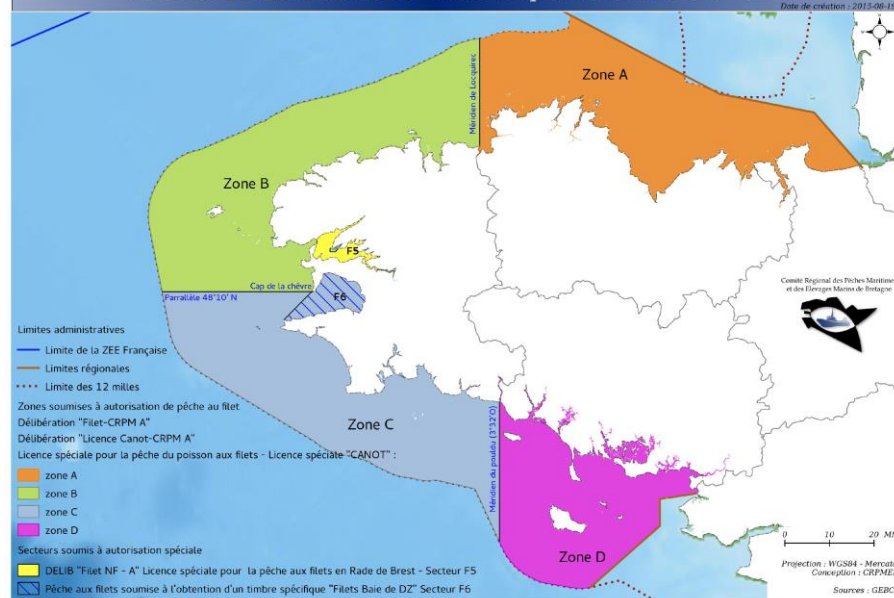 Date de création : 2015-08-19
Zone A
Méridien de Locquirec
Zone B
F5
Cap de la chèvre
Parrallèle 48°10' N
F6
Comité Régional des Pêches Maritime
et des Elevages Marins de Bretagne
Limites administratives
Limite de la ZEE Française
Limites régionales
Limite des 12 milles
Zones soumises à autorisation de pêche au filet
Délibération "Filet-CRPM A"
Délibération "Licence Canot-CRPM A"
Licence spéciale pour la pêche du poisson aux filets - Licence spéciale "CANOT" :
zone A
zone B
zone C
zone D
Zone C
Méridien du pouldu (3°32'O)
Zone D
Secteurs soumis à autorisation spéciale
DELIB "Filet NF - A" Licence spéciale pour la pêche aux filets en Rade de Brest - Secteur F5
Pêche aux filets soumise à l'obtention d'un timbre spécifique "Filets Baie de DZ" Secteur F6
0 10 20 MN
Projection : WGS84 - Mercat
Conception : CRPME
Sources : GEBC